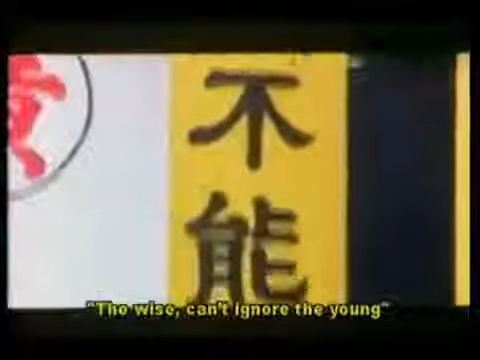 不
能
"The wise, can't ignore the young"